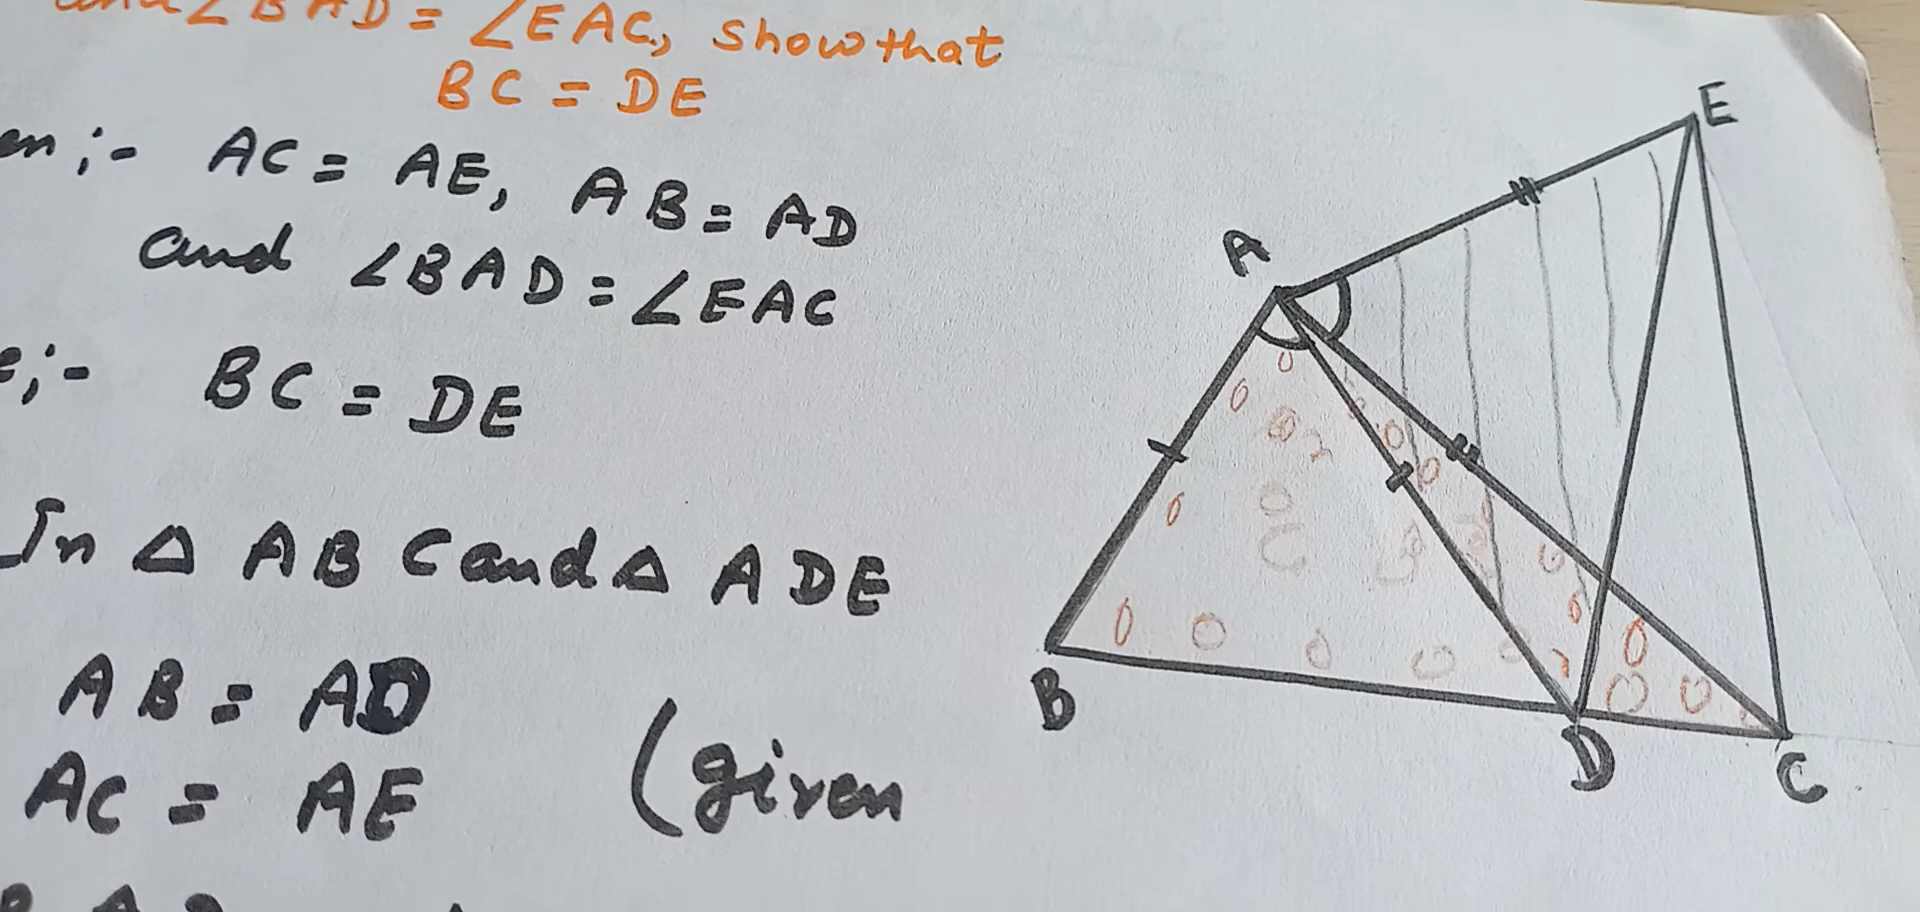 ∠BAD = ∠EAC, show that
BC = DE
AC = AE, AB = AD
and ∠BAD = ∠EAC
BC = DE
In △ ABC and △ ADE
AB = AD
AC = AE (given
A
E
B
D
C